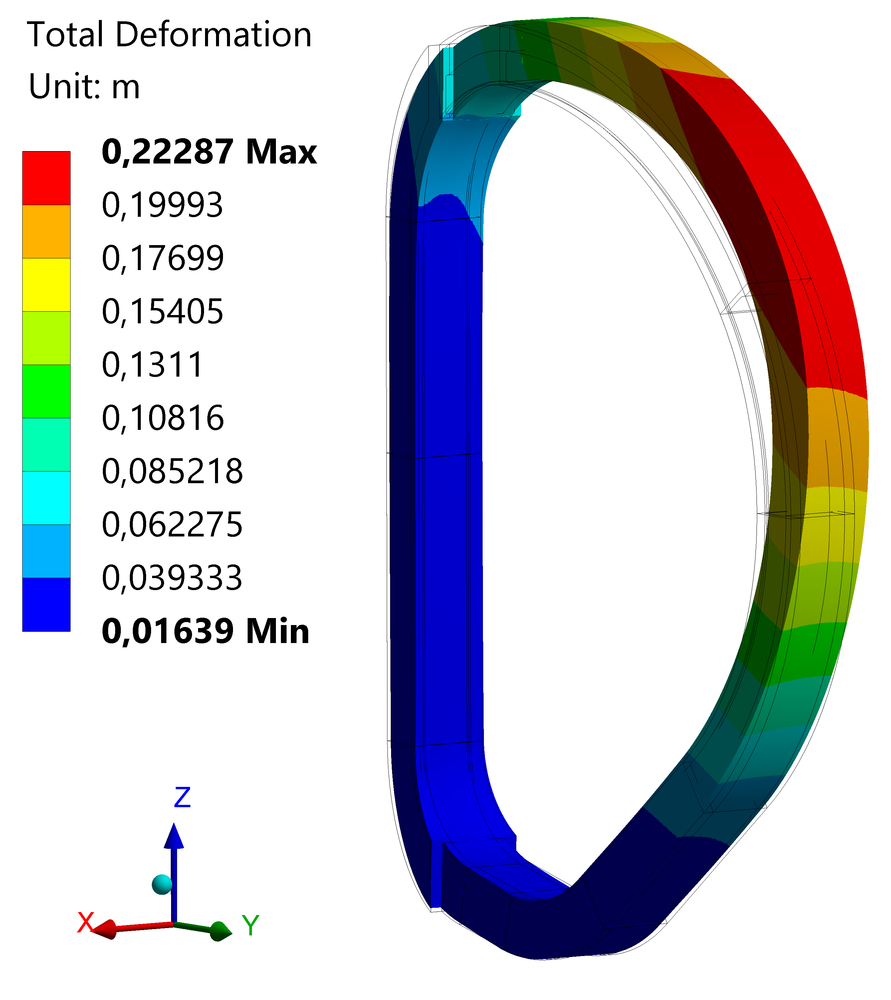 Total Deformation
Unit: m
0,22287 Max
0,19993
0,17699
0,15405
0,1311
0,10816
0,085218
0,062275
0,039333
0,01639 Min
Z
X
Y